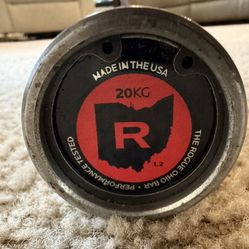 MADE IN THE USA
20KG
R
1.2
THE ROGUE OHIO BAR - PERFORMANCE TESTED